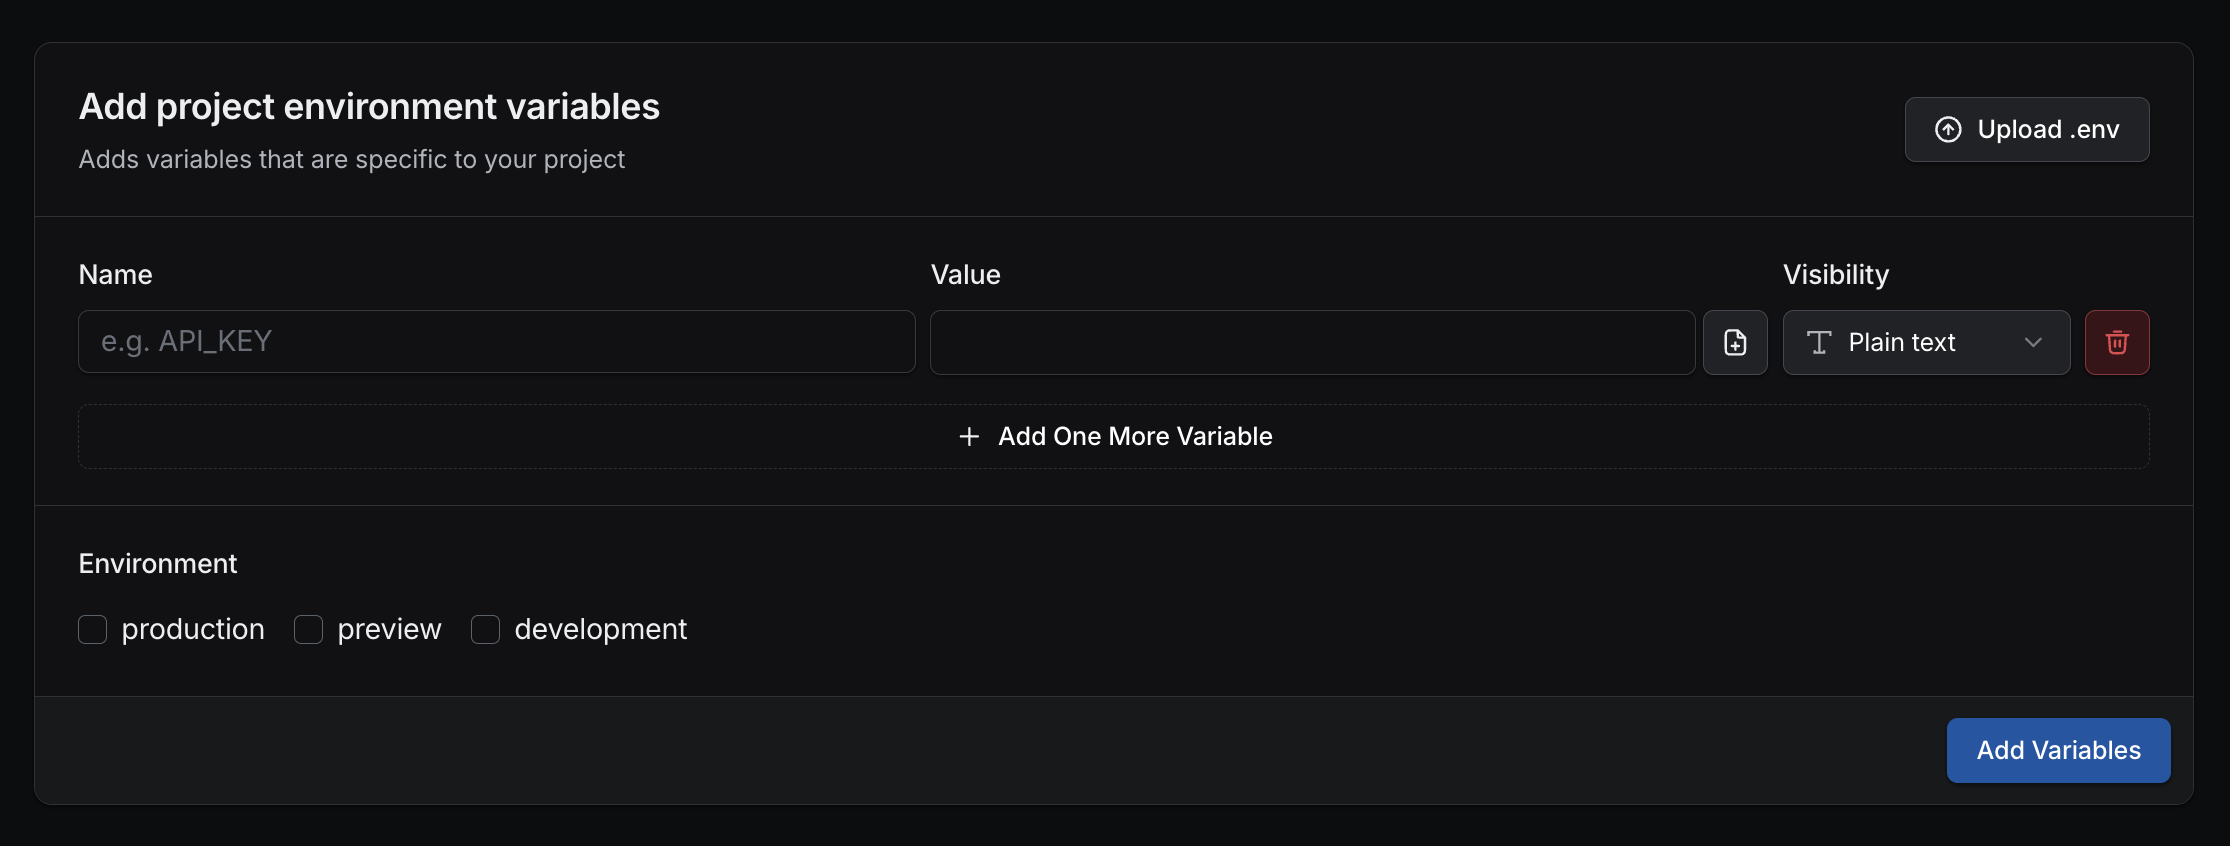 Add project environment variables
Adds variables that are specific to your project
Upload .env
Name
Value
Visibility
e.g. API_KEY
Plain text
Add One More Variable
Environment
production
preview
development
Add Variables